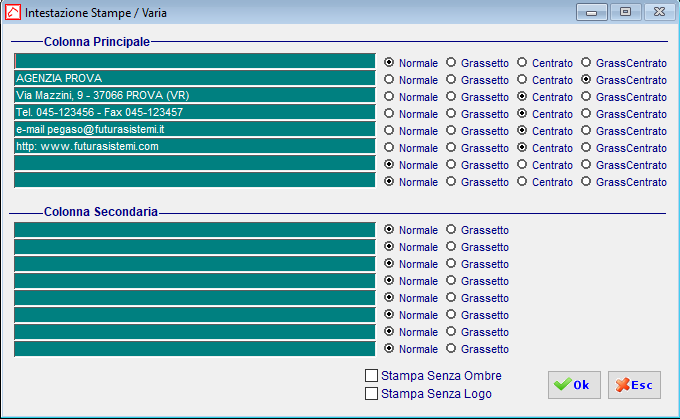 Intestazione Stampe / Varia
Colonna Principale
Normale Grassetto Centrato GrassCentrato
AGENZIA PROVA Normale Grassetto Centrato GrassCentrato
Via Mazzini, 9 - 37066 PROVA (VR) Normale Grassetto Centrato GrassCentrato
Tel. 045-123456 - Fax 045-123457 Normale Grassetto Centrato GrassCentrato
e-mail pegaso@futurasistemi.it Normale Grassetto Centrato GrassCentrato
http: www.futurasistemi.com Normale Grassetto Centrato GrassCentrato
Normale Grassetto Centrato GrassCentrato
Normale Grassetto Centrato GrassCentrato
Colonna Secondaria
Normale Grassetto
Normale Grassetto
Normale Grassetto
Normale Grassetto
Normale Grassetto
Normale Grassetto
Normale Grassetto
Normale Grassetto
Stampa Senza Ombre
Stampa Senza Logo
Ok Esc